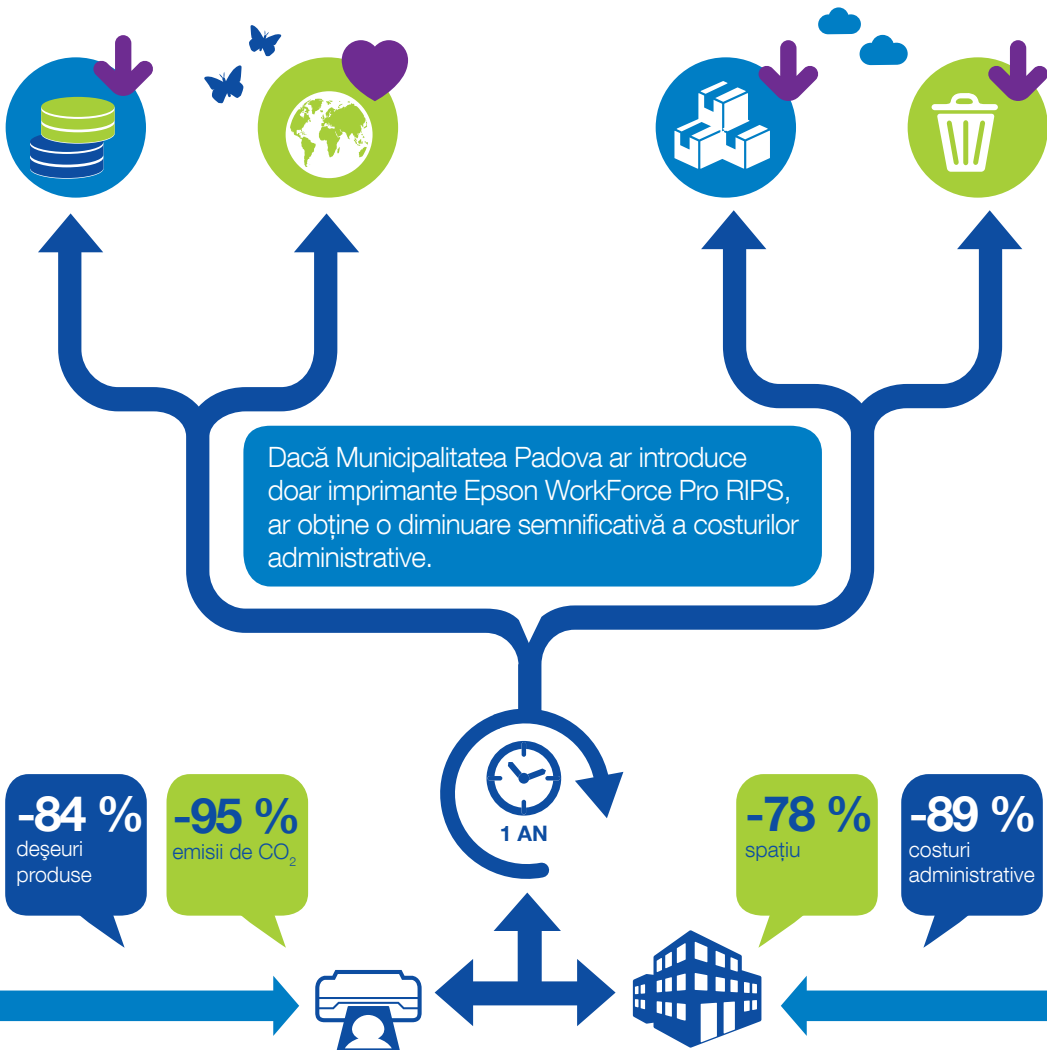 Dacă Municipalitatea Padova ar introduce
doar imprimante Epson WorkForce Pro RIPS,
ar obține o diminuare semnificativă a costurilor
administrative.
1 AN
-84 %
deşeuri
produse
-95 %
emisii de CO₂
-78 %
spațiu
-89 %
costuri
administrative